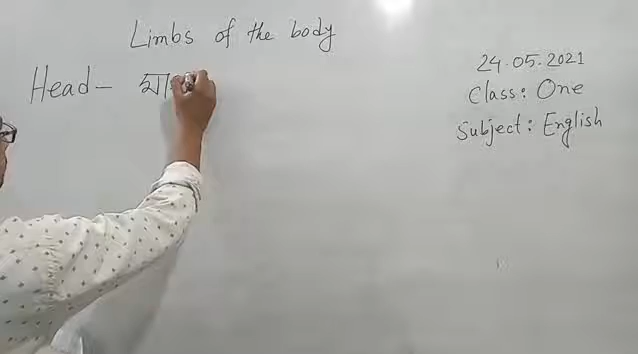 Limbs of the body
Head - মা
24.05.2021
Class: One
Subject: English